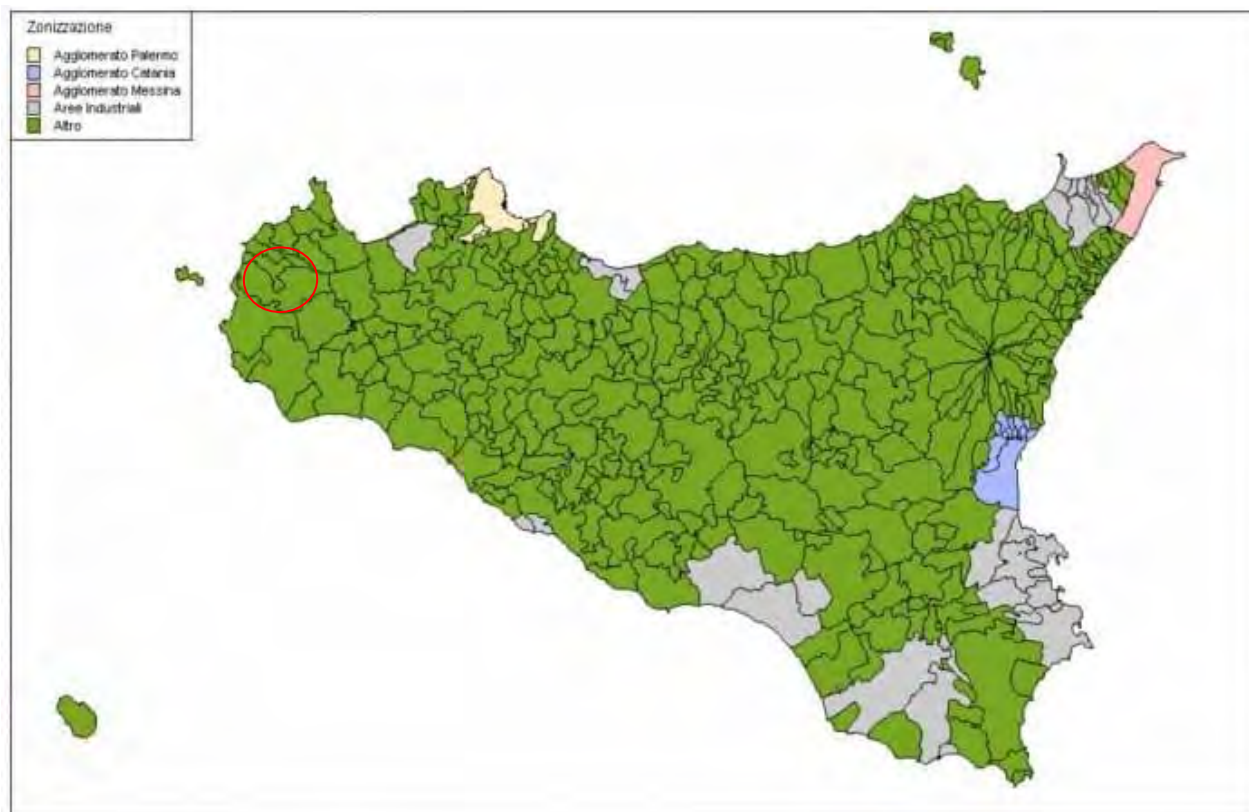 Zonizzazione
Agglomerato Palermo
Agglomerato Catania
Agglomerato Messina
Aree Industriali
Altro